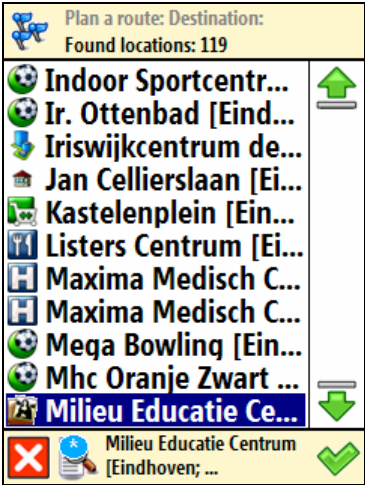 Plan a route: Destination:
Found locations: 119
Indoor Sportcentr...
Ir. Ottenbad [Eind...
Iriswijkcentrum de...
Jan Cellierslaan [Ei...
Kastelenplein [Ein...
Listers Centrum [Ei...
H Maxima Medisch C...
H Maxima Medisch C...
Mega Bowling [Ein...
Mhc Oranje Zwart ...
Milieu Educatie Ce...
Milieu Educatie Centrum
[Eindhoven; ...